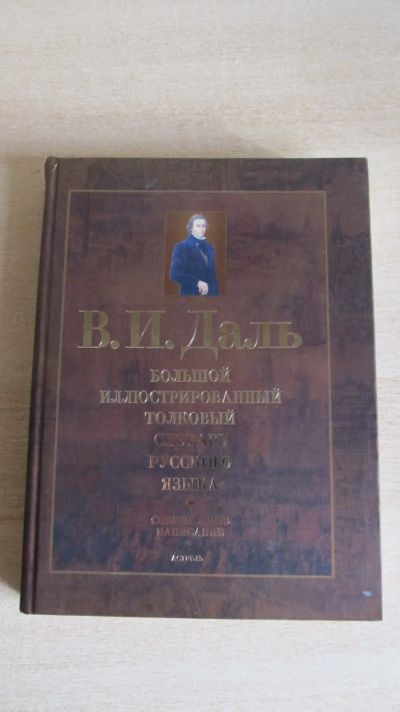 В. И. Даль
БОЛЬШОЙ
ИЛЛЮСТРИРОВАННЫЙ
ТОЛКОВЫЙ
СЛОВАРЬ
РУССКОГО
ЯЗЫКА
СОВРЕМЕННОЕ
НАПИСАНИЕ
АСТРЕЛЬ